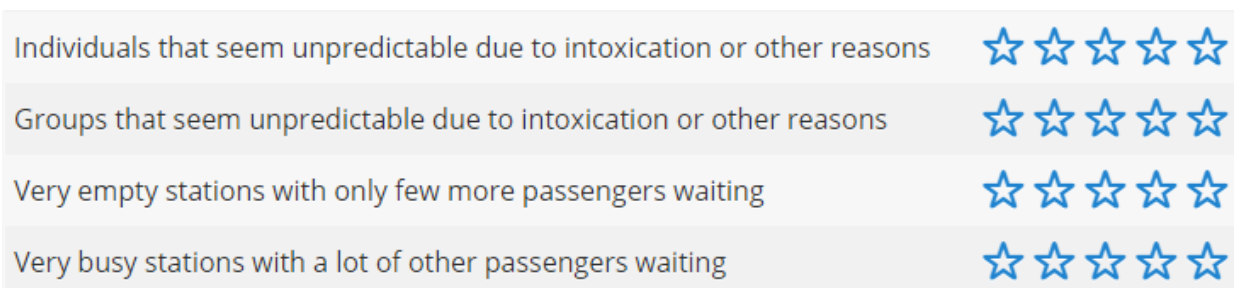 Individuals that seem unpredictable due to intoxication or other reasons
Groups that seem unpredictable due to intoxication or other reasons
Very empty stations with only few more passengers waiting
Very busy stations with a lot of other passengers waiting